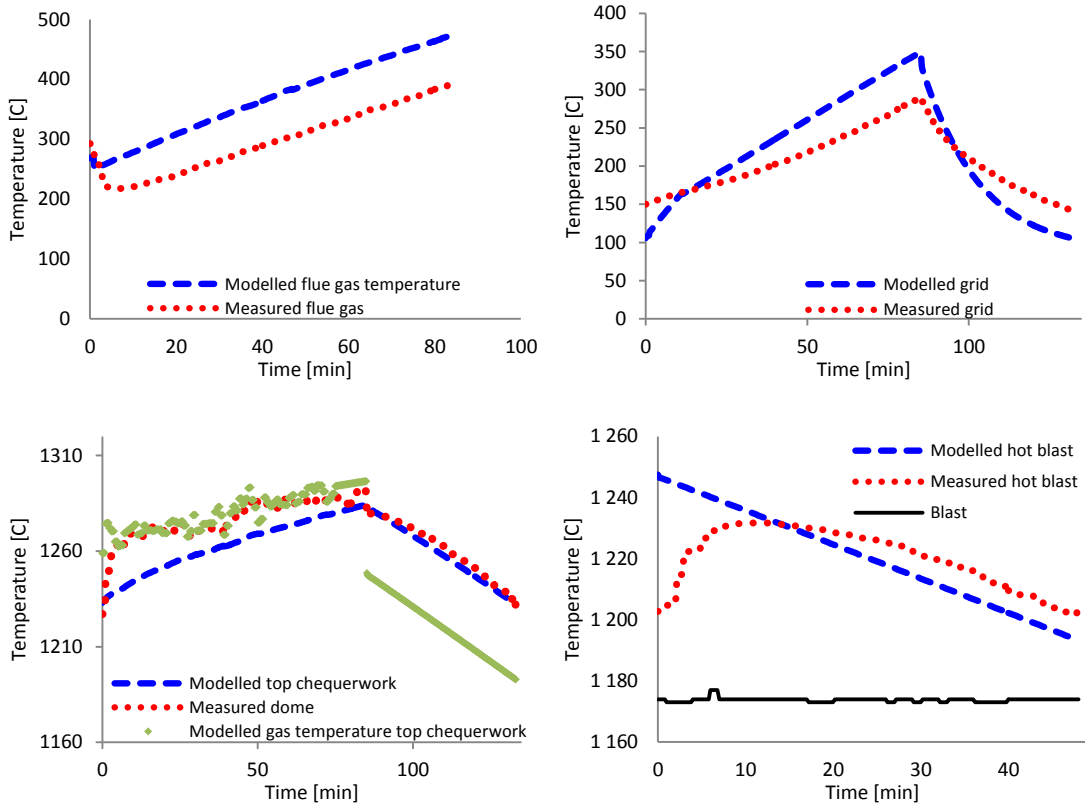 500
400
300
200
100
0
Temperature [C]
Modelled flue gas temperature
Measured flue gas
0 20 40 60 80 100
Time [min]
400
350
300
250
200
150
100
50
0
Temperature [C]
Modelled grid
Measured grid
0 50 100
Time [min]
1310
1260
1210
1160
Temperature [C]
Modelled top chequerwork
Measured dome
Modelled gas temperature top chequerwork
0 50 100
Time [min]
1 260
1 240
1 220
1 200
1 180
1 160
Temperature [C]
Modelled hot blast
Measured hot blast
Blast
0 10 20 30 40
Time [min]